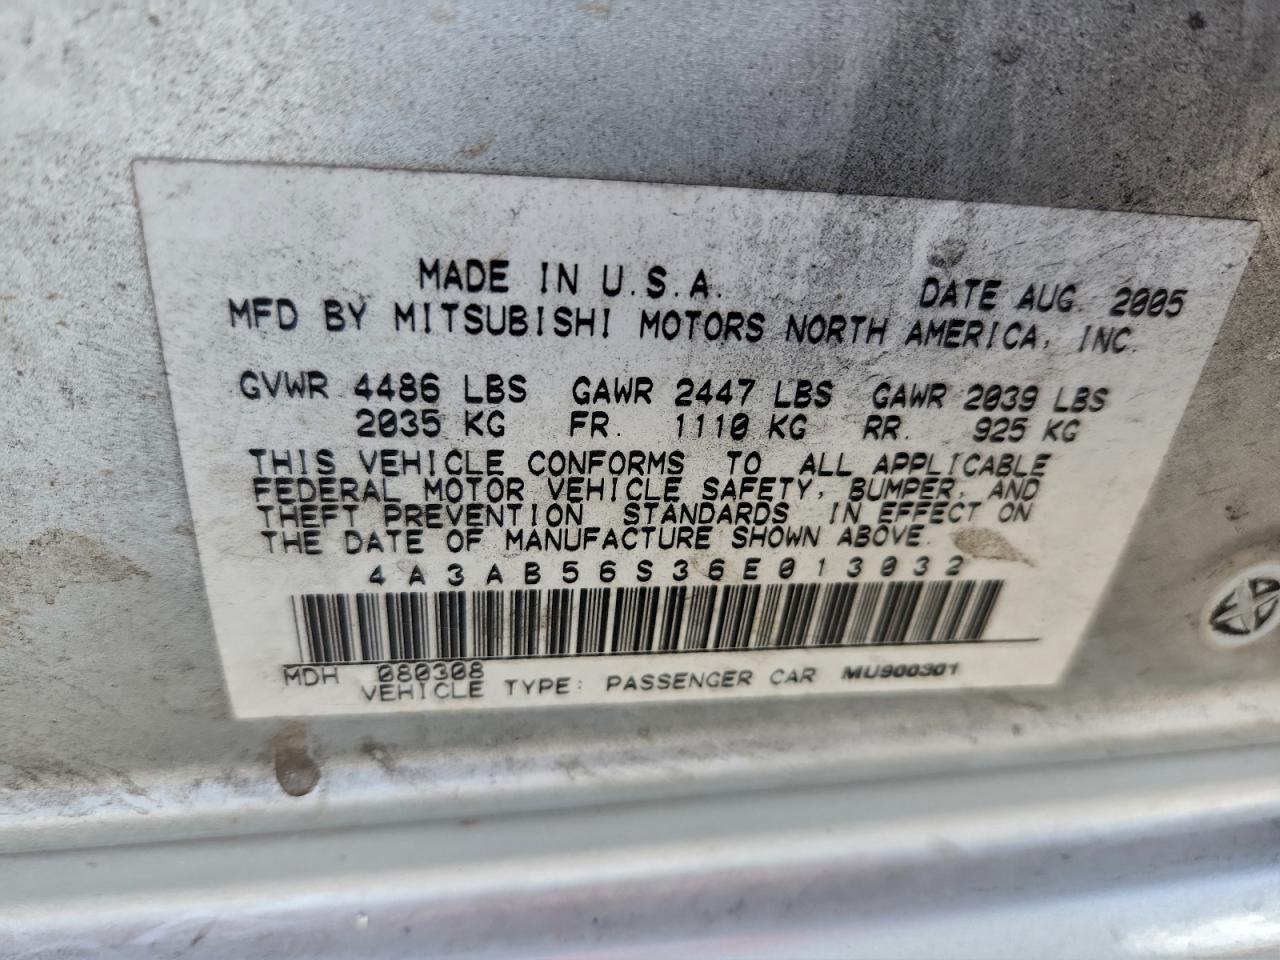 MADE IN U.S.A. DATE AUG. 2005
MFD BY MITSUBISHI MOTORS NORTH AMERICA, INC.
GVWR 4486 LBS GAWR 2447 LBS GAWR 2039 LBS
2035 KG FR. 1110 KG RR. 925 KG
THIS VEHICLE CONFORMS TO ALL APPLICABLE
FEDERAL MOTOR VEHICLE SAFETY, BUMPER, AND
THEFT PREVENTION STANDARDS IN EFFECT ON
THE DATE OF MANUFACTURE SHOWN ABOVE.
4A3AB56S36E013032
MDH 080308
VEHICLE TYPE: PASSENGER CAR MU900301